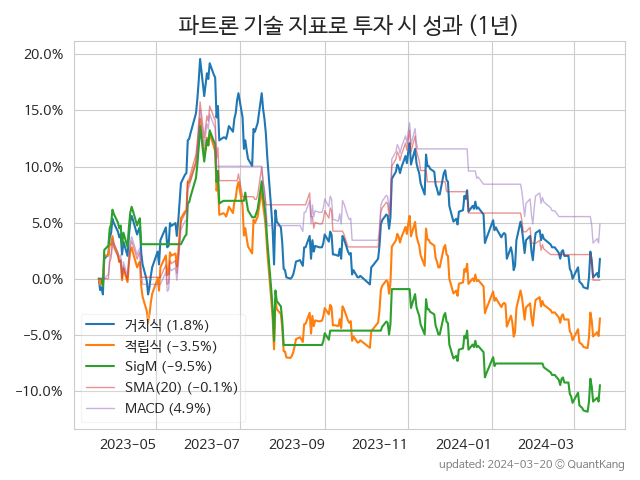 파트론 기술 지표로 투자 시 성과 (1년)
20.0%
15.0%
10.0%
5.0%
0.0%
−5.0%
−10.0%
거치식 (1.8%)
적립식 (−3.5%)
SigM (−9.5%)
SMA(20) (−0.1%)
MACD (4.9%)
2023-05 2023-07 2023-09 2023-11 2024-01 2024-03
updated: 2024-03-20 © QuantKang